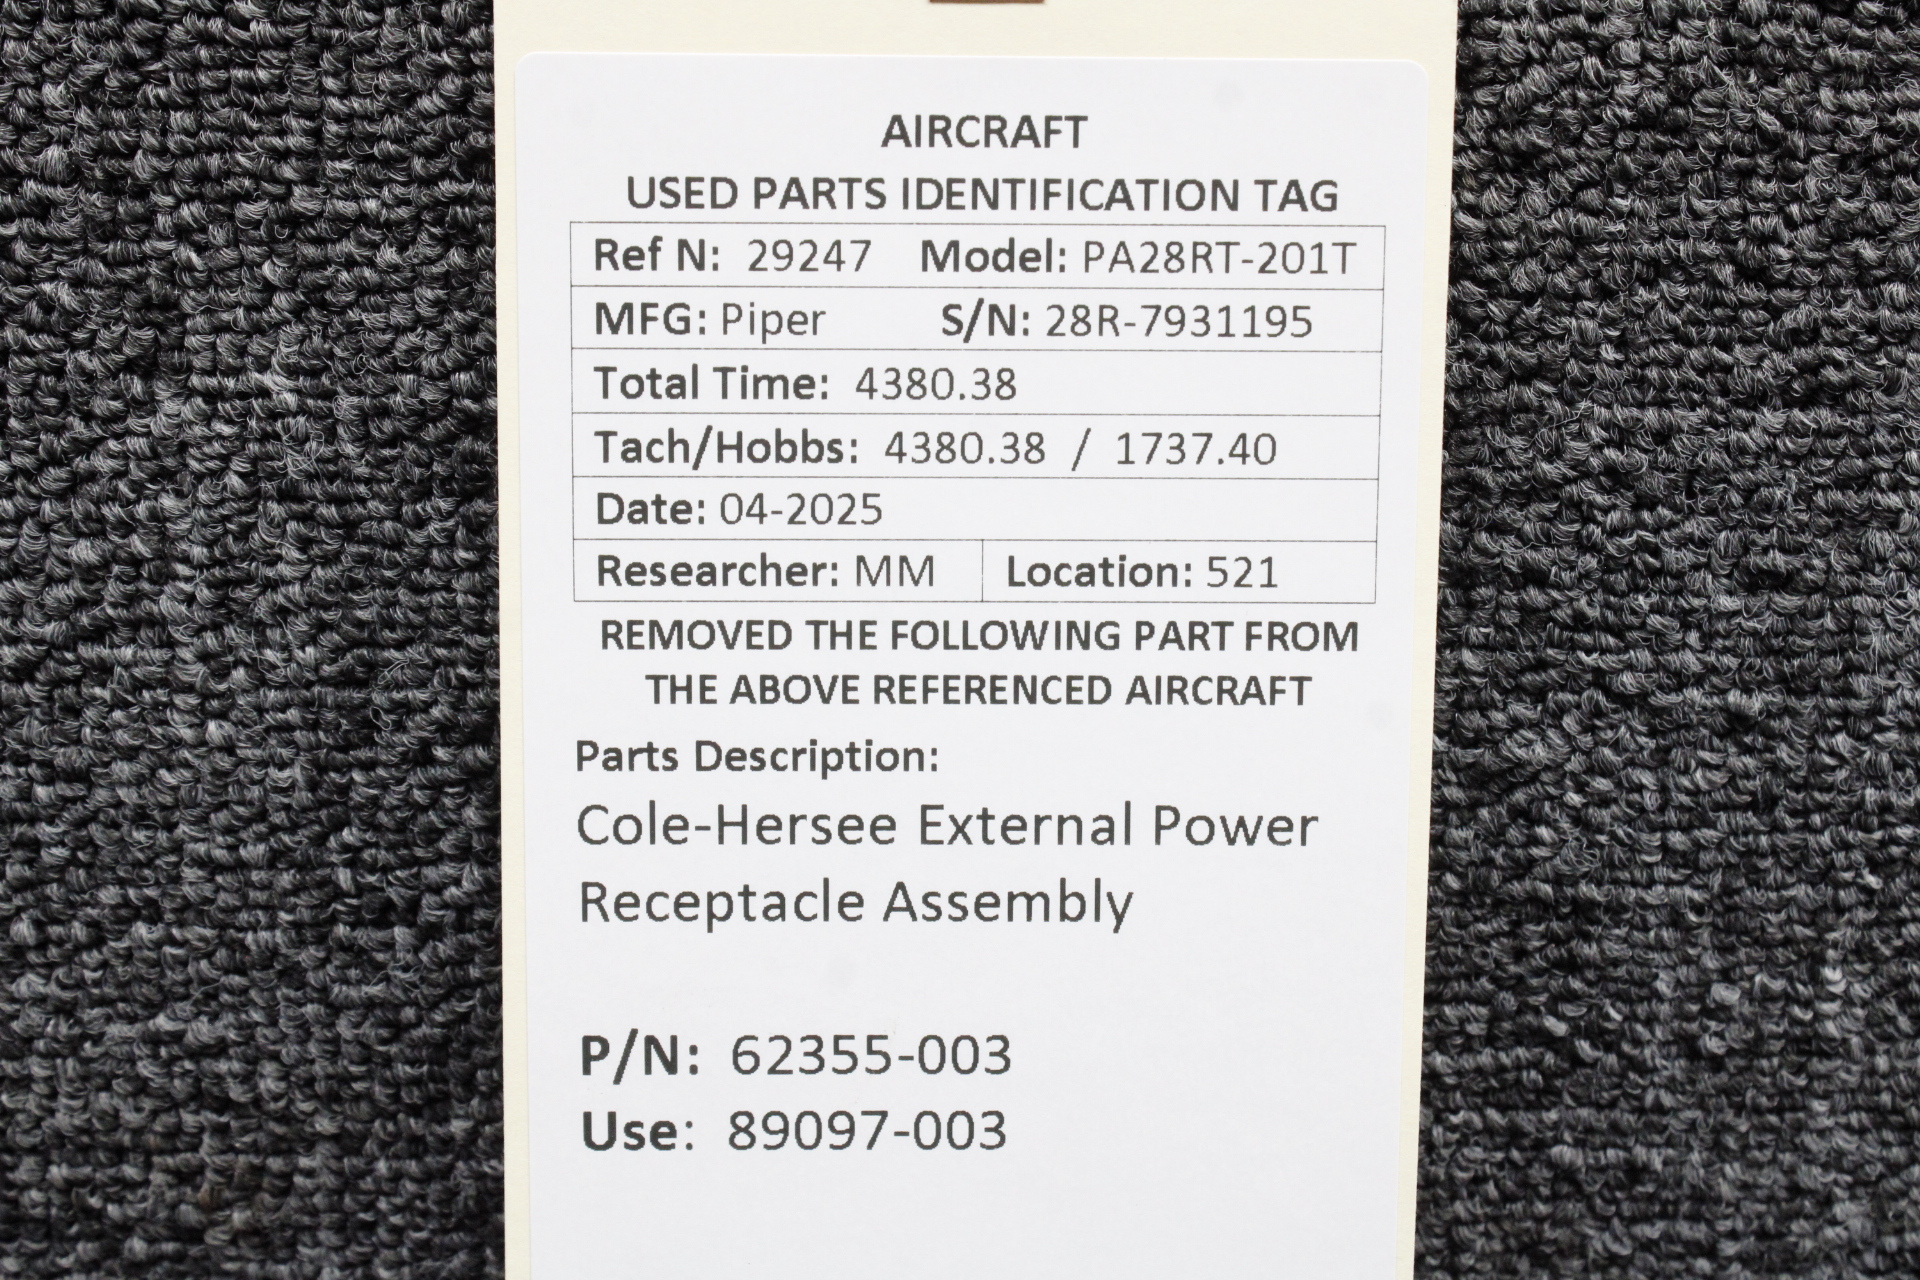 AIRCRAFT
USED PARTS IDENTIFICATION TAG
Ref N: 29247 Model: PA28RT-201T
MFG: Piper S/N: 28R-7931195
Total Time: 4380.38
Tach/Hobbs: 4380.38 / 1737.40
Date: 04-2025
Researcher: MM Location: 521
REMOVED THE FOLLOWING PART FROM
THE ABOVE REFERENCED AIRCRAFT
Parts Description:
Cole-Hersee External Power
Receptacle Assembly
P/N: 62355-003
Use: 89097-003